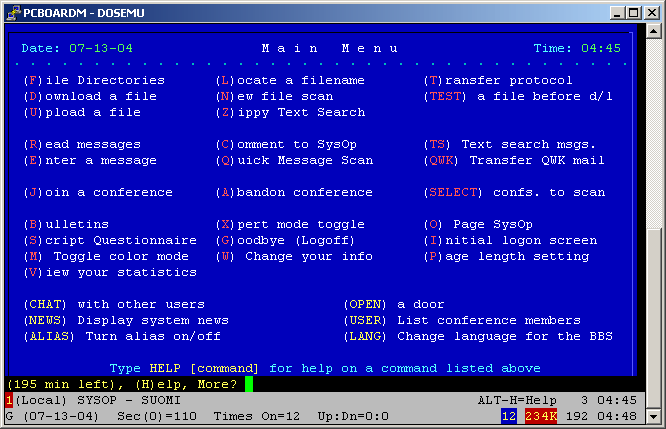 PCBOARDM - DOSEMU
Date: 07-13-04 Main Menu Time: 04:45
(F)ile Directories (L)ocate a filename (T)ransfer protocol
(D)ownload a file (N)ew file scan (TEST) a file before d/l
(U)pload a file (Z)ippy Text Search
(R)ead messages (C)omment to SysOp (TS) Text search msgs.
(E)nter a message (Q)uick Message Scan (QWK) Transfer QWK mail
(J)oin a conference (A)bandon conference (SELECT) confs. to scan
(B)ulletins (X)pert mode toggle (O) Page SysOp
(S)cript Questionnaire (G)oodbye (Logoff) (I)nitial logon screen
(M) Toggle color mode (W) Change your info (P)age length setting
(V)iew your statistics
(CHAT) with other users (OPEN) a door
(NEWS) Display system news (USER) List conference members
(ALIAS) Turn alias on/off (LANG) Change language for the BBS
Type HELP [command] for help on a command listed above
(195 min left), (H)elp, More?
1(Local) SYSOP - SUOMI ALT-H=Help 3 04:45
G (07-13-04) Sec(0)=110 Times On=12 Up:Dn=0:0 12 234K 192 04:48